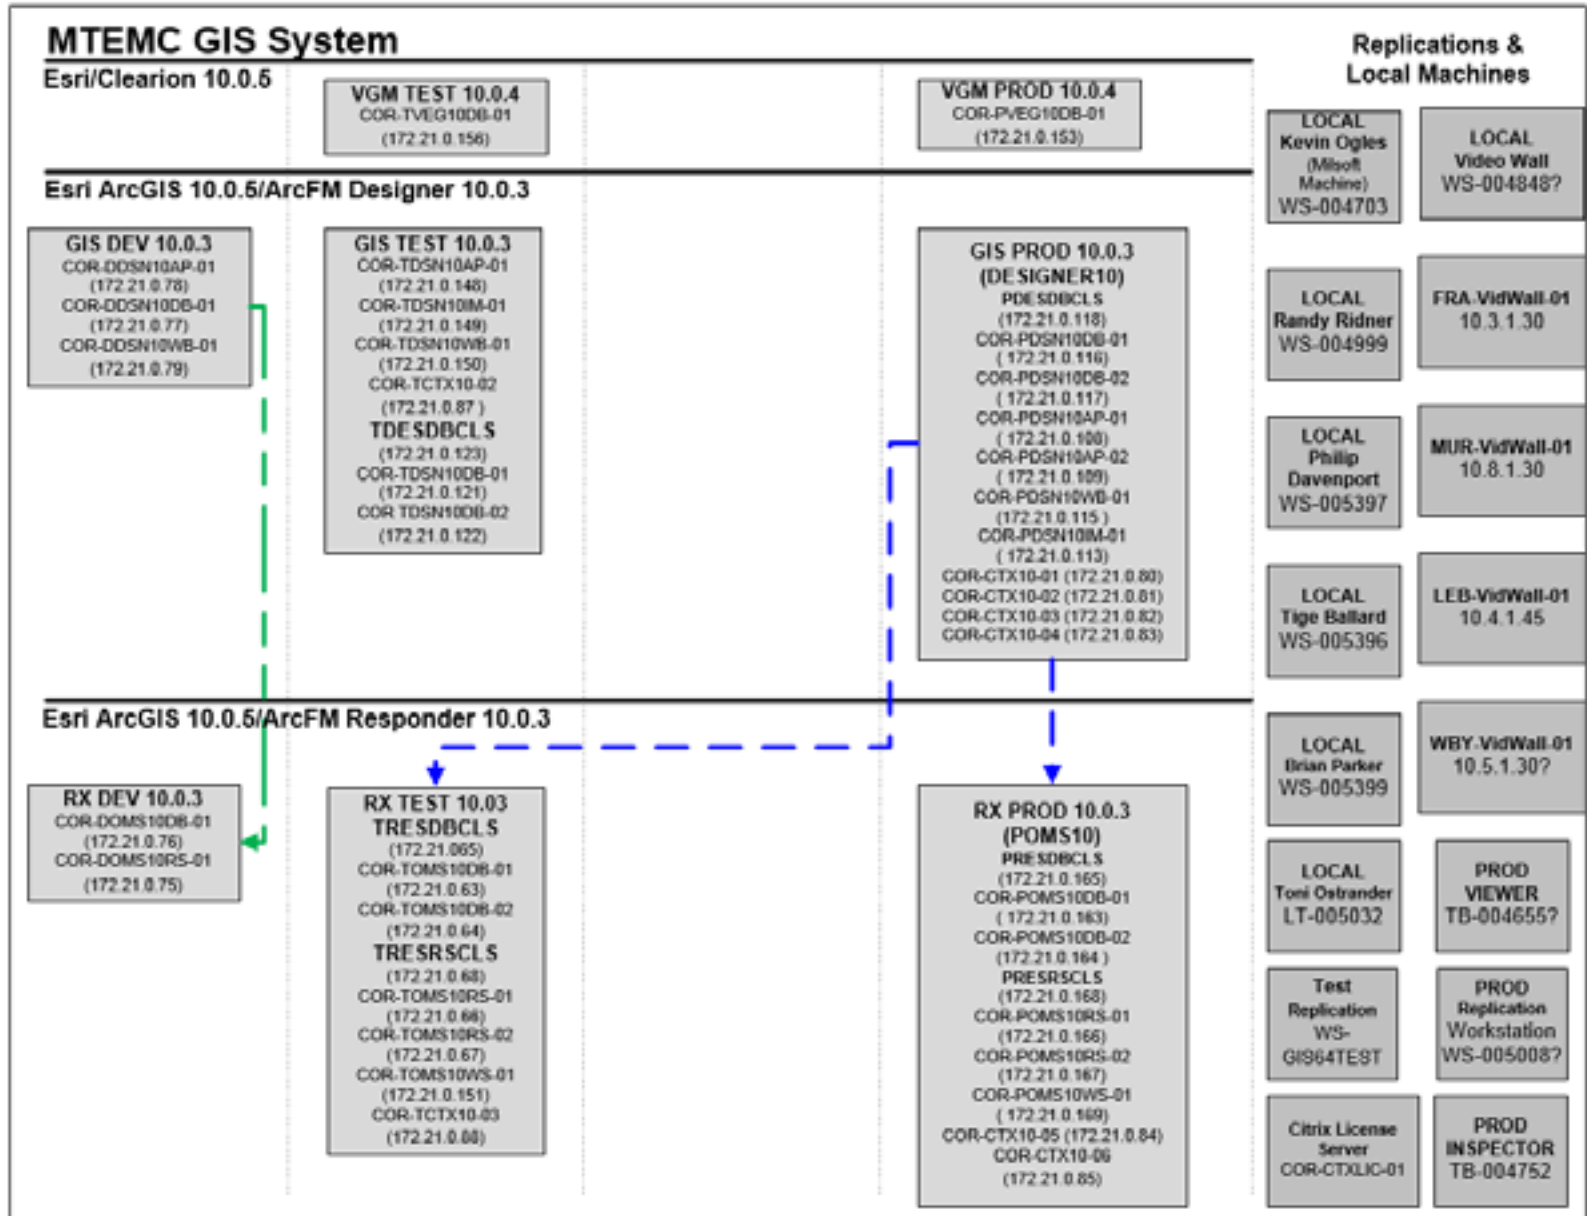 MTEMC GIS System
Esri/Clearion 10.0.5
VGM TEST 10.0.4
COR-TVEG10DB-01
(172.21.0.156)
VGM PROD 10.0.4
COR-PVEG10DB-01
(172.21.0.153)
Esri ArcGIS 10.0.5/ArcFM Designer 10.0.3
GIS DEV 10.0.3
COR-DDSN10AP-01
(172.21.0.78)
COR-DDSN10DB-01
(172.21.0.77)
COR-DDSN10WB-01
(172.21.0.79)
GIS TEST 10.0.3
COR-TDSN10AP-01
(172.21.0.148)
COR-TDSN10IM-01
(172.21.0.149)
COR-TDSN10WB-01
(172.21.0.150)
COR-TCTX10-02
(172.21.0.87 )
TDESDBCLS
(172.21.0.123)
COR-TDSN10DB-01
(172.21.0.121)
COR TDSN10DB-02
(172.21.0.122)
GIS PROD 10.0.3
(DESIGNER10)
PDESDBCLS
(172.21.0.118)
COR-PDSN10DB-01
( 172.21.0.116)
COR-PDSN10DB-02
( 172.21.0.117)
COR-PDSN10AP-01
( 172.21.0.108)
COR-PDSN10AP-02
( 172.21.0.109)
COR-PDSN10WB-01
(172.21.0.115 )
COR-PDSN10IM-01
( 172.21.0.113)
COR-CTX10-01 (172.21.0.80)
COR-CTX10-02 (172.21.0.81)
COR-CTX10-03 (172.21.0.82)
COR-CTX10-04 (172.21.0.83)
Esri ArcGIS 10.0.5/ArcFM Responder 10.0.3
RX DEV 10.0.3
COR-DOMS10DB-01
(172.21.0.76)
COR-DOMS10RS-01
(172.21.0.75)
RX TEST 10.03
TRESDBCLS
(172.21.065)
COR-TOMS10DB-01
(172.21.0.63)
COR-TOMS10DB-02
(172.21.0.64)
TRESRSCLS
(172.21.0.68)
COR-TOMS10RS-01
(172.21.0.66)
COR-TOMS10RS-02
(172.21.0.67)
COR-TOMS10WS-01
(172.21.0.151)
COR-TCTX10-03
(172.21.0.88)
RX PROD 10.0.3
(POMS10)
PRESDBCLS
(172.21.0.165)
COR-POMS10DB-01
( 172.21.0.163)
COR-POMS10DB-02
(172.21.0.164 )
PRESRSCLS
(172.21.0.168)
COR-POMS10RS-01
(172.21.0.166)
COR-POMS10RS-02
(172.21.0.167)
COR-POMS10WS-01
( 172.21.0.169)
COR-CTX10-05 (172.21.0.84)
COR-CTX10-06
(172.21.0.85)
Replications &
Local Machines
LOCAL
Kevin Ogles
(Milsoft
Machine)
WS-004703
LOCAL
Video Wall
WS-004848?
LOCAL
Randy Ridner
WS-004999
FRA-VidWall-01
10.3.1.30
LOCAL
Philip
Davenport
WS-005397
MUR-VidWall-01
10.8.1.30
LOCAL
Tige Ballard
WS-005396
LEB-VidWall-01
10.4.1.45
LOCAL
Brian Parker
WS-005399
WBY-VidWall-01
10.5.1.30?
LOCAL
Toni Ostrander
LT-005032
PROD
VIEWER
TB-004655?
Test
Replication
WS-
GIS64TEST
PROD
Replication
Workstation
WS-005008?
Citrix License
Server
COR-CTXLIC-01
PROD
INSPECTOR
TB-004752